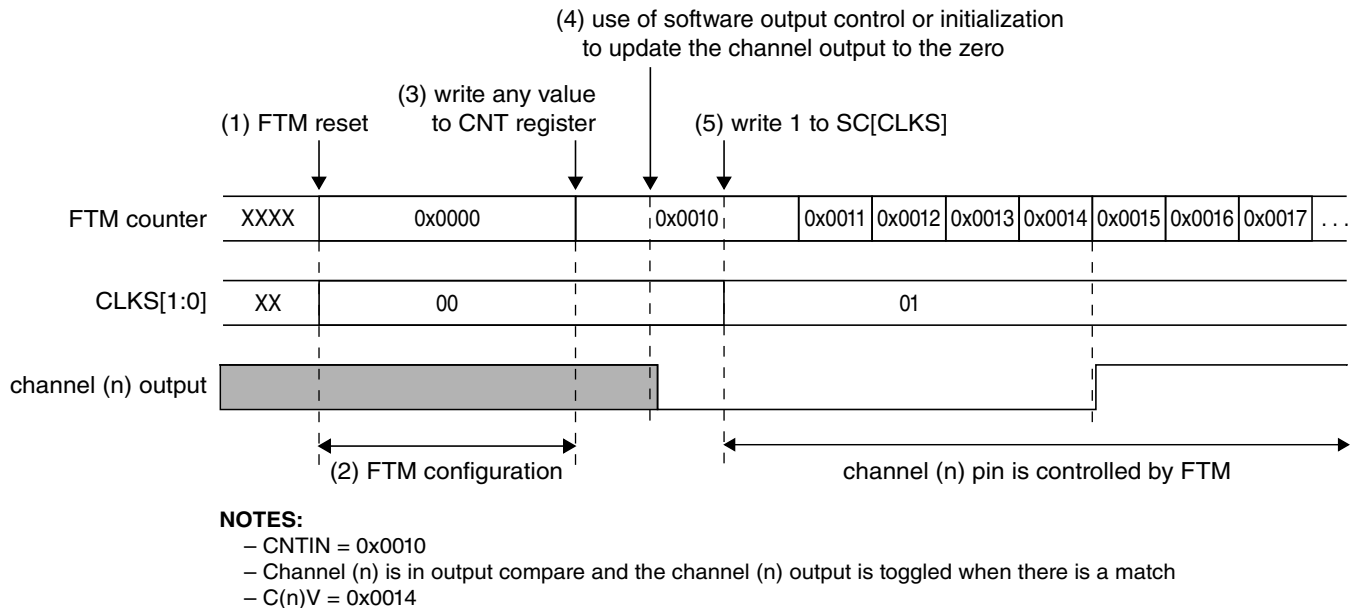 (4) use of software output control or initialization
to update the channel output to the zero
(3) write any value
to CNT register
(1) FTM reset
(5) write 1 to SC[CLKS]
FTM counter XXXX 0x0000 0x0010 0x0011 0x0012 0x0013 0x0014 0x0015 0x0016 0x0017 . . .
CLKS[1:0] XX 00 01
channel (n) output
(2) FTM configuration
channel (n) pin is controlled by FTM
NOTES:
– CNTIN = 0x0010
– Channel (n) is in output compare and the channel (n) output is toggled when there is a match
– C(n)V = 0x0014